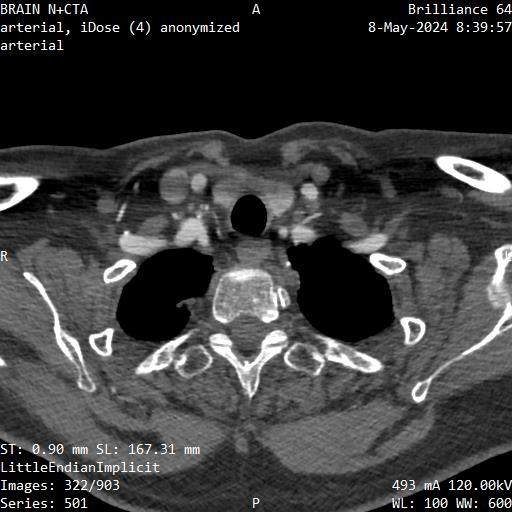 BRAIN N+CTA
A
Brilliance 64
arterial, iDose (4) anonymized
8-May-2024 8:39:57
arterial
R
ST: 0.90 mm SL: 167.31 mm
LittleEndianImplicit
Images: 322/903
493 mA 120.00kV
Series: 501
P
WL: 100 WW: 600